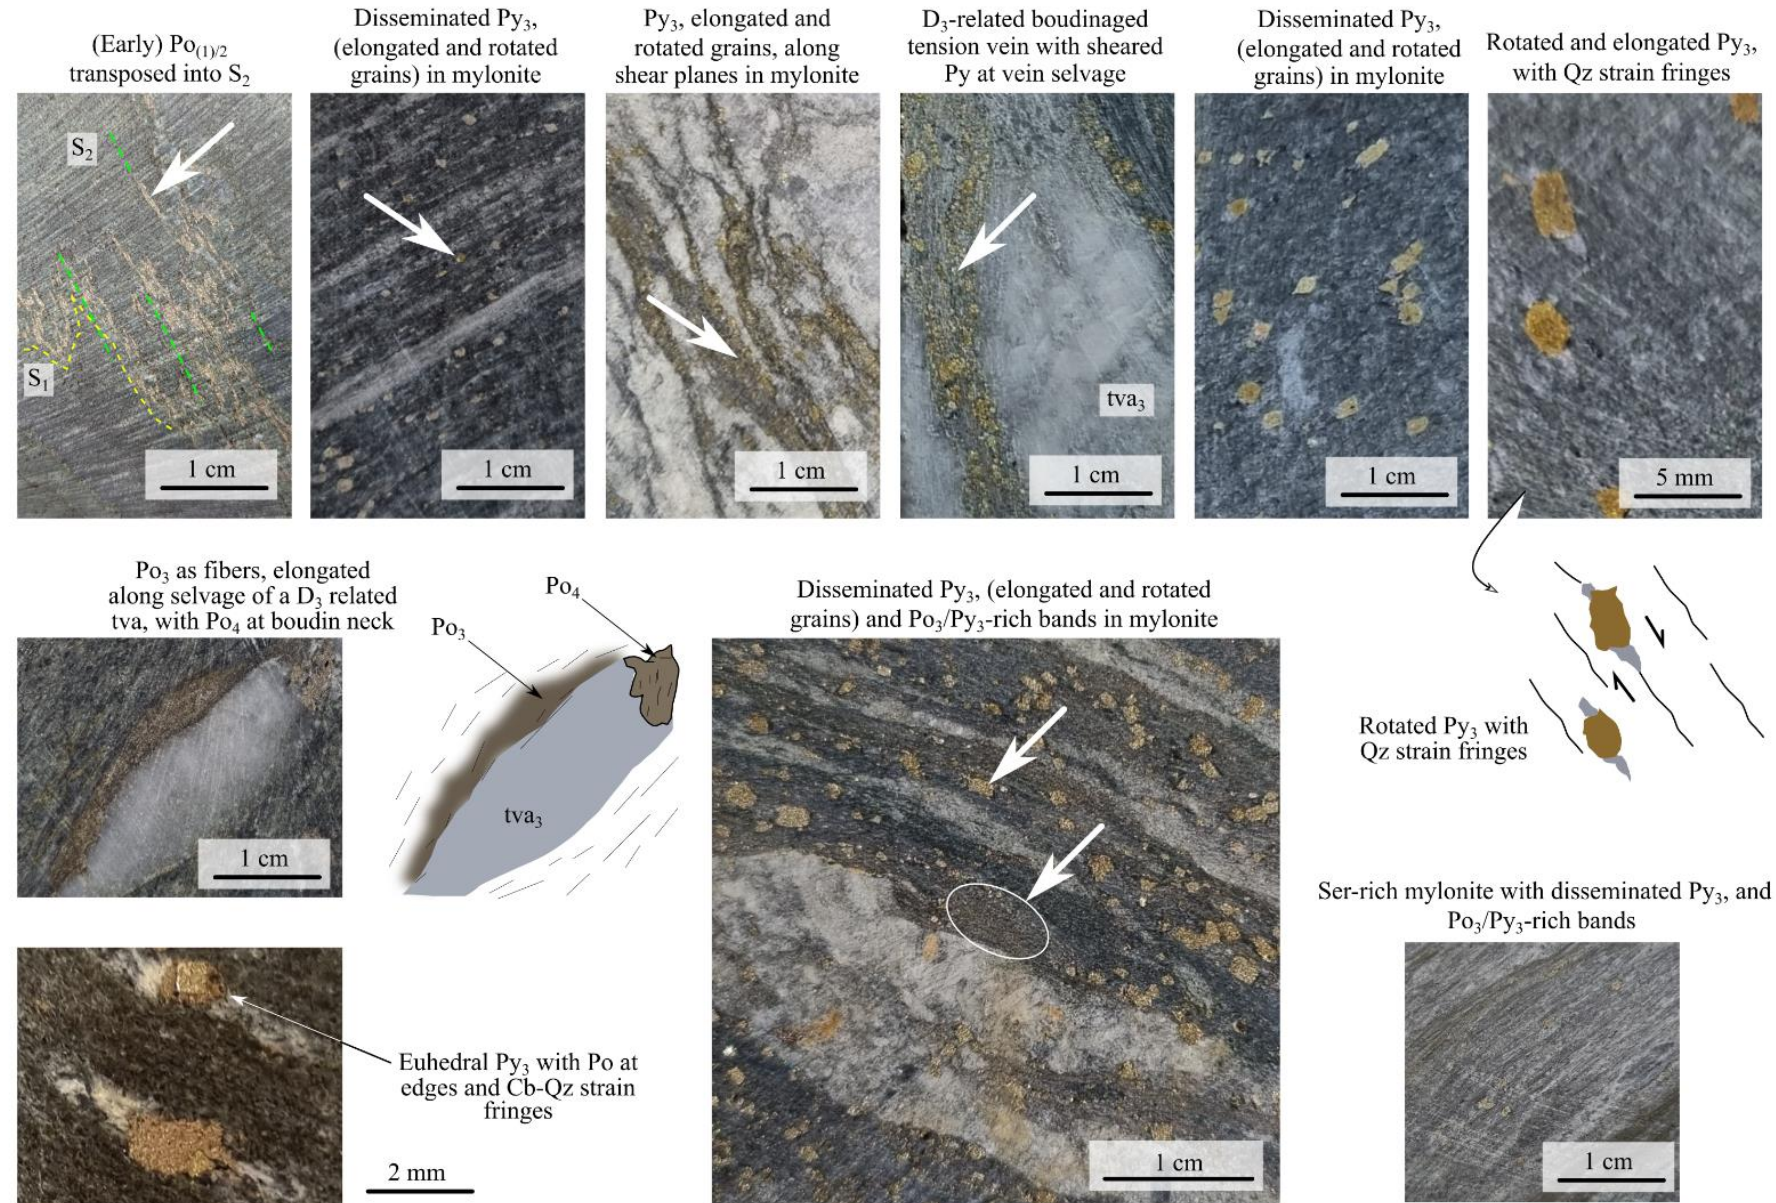 (Early) Po(1)/2
transposed into S2
Disseminated Py3,
(elongated and rotated
grains) in mylonite
Py3, elongated and
rotated grains, along
shear planes in mylonite
D3-related boudinaged
tension vein with sheared
Py at vein selvage
Disseminated Py3,
(elongated and rotated
grains) in mylonite
Rotated and elongated Py3,
with Qz strain fringes
S2
S1
1 cm
1 cm
1 cm
tva3
1 cm
1 cm
5 mm
Po3 as fibers, elongated
along selvage of a D3 related
tva, with Po4 at boudin neck
1 cm
Po3
Po4
tva3
Disseminated Py3, (elongated and rotated
grains) and Po3/Py3-rich bands in mylonite
1 cm
Rotated Py3 with
Qz strain fringes
Euhedral Py3 with Po at
edges and Cb-Qz strain
fringes
2 mm
Ser-rich mylonite with disseminated Py3, and
Po3/Py3-rich bands
1 cm